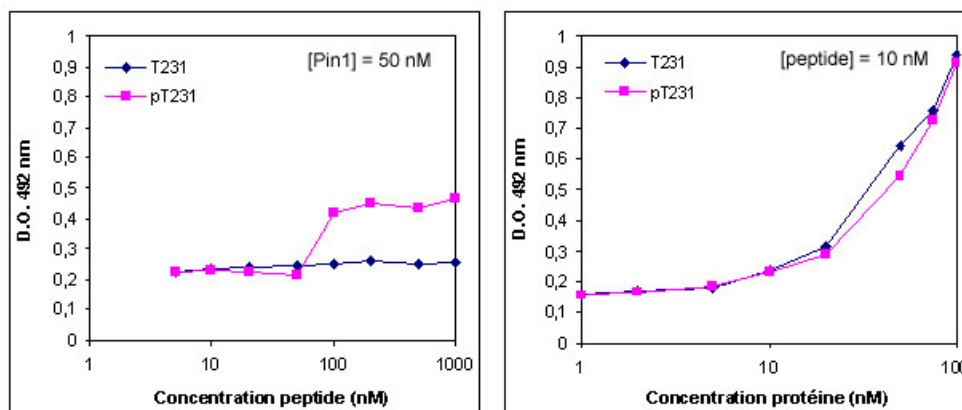 [Pin1] = 50 nM
T231
pT231
1
0,9
0,8
0,7
0,6
0,5
0,4
0,3
0,2
0,1
0
D.O. 492 nm
1
10
100
1000
Concentration peptide (nM)
[peptide] = 10 nM
T231
pT231
1
0,9
0,8
0,7
0,6
0,5
0,4
0,3
0,2
0,1
0
D.O. 492 nm
1
10
100
Concentration protéine (nM)